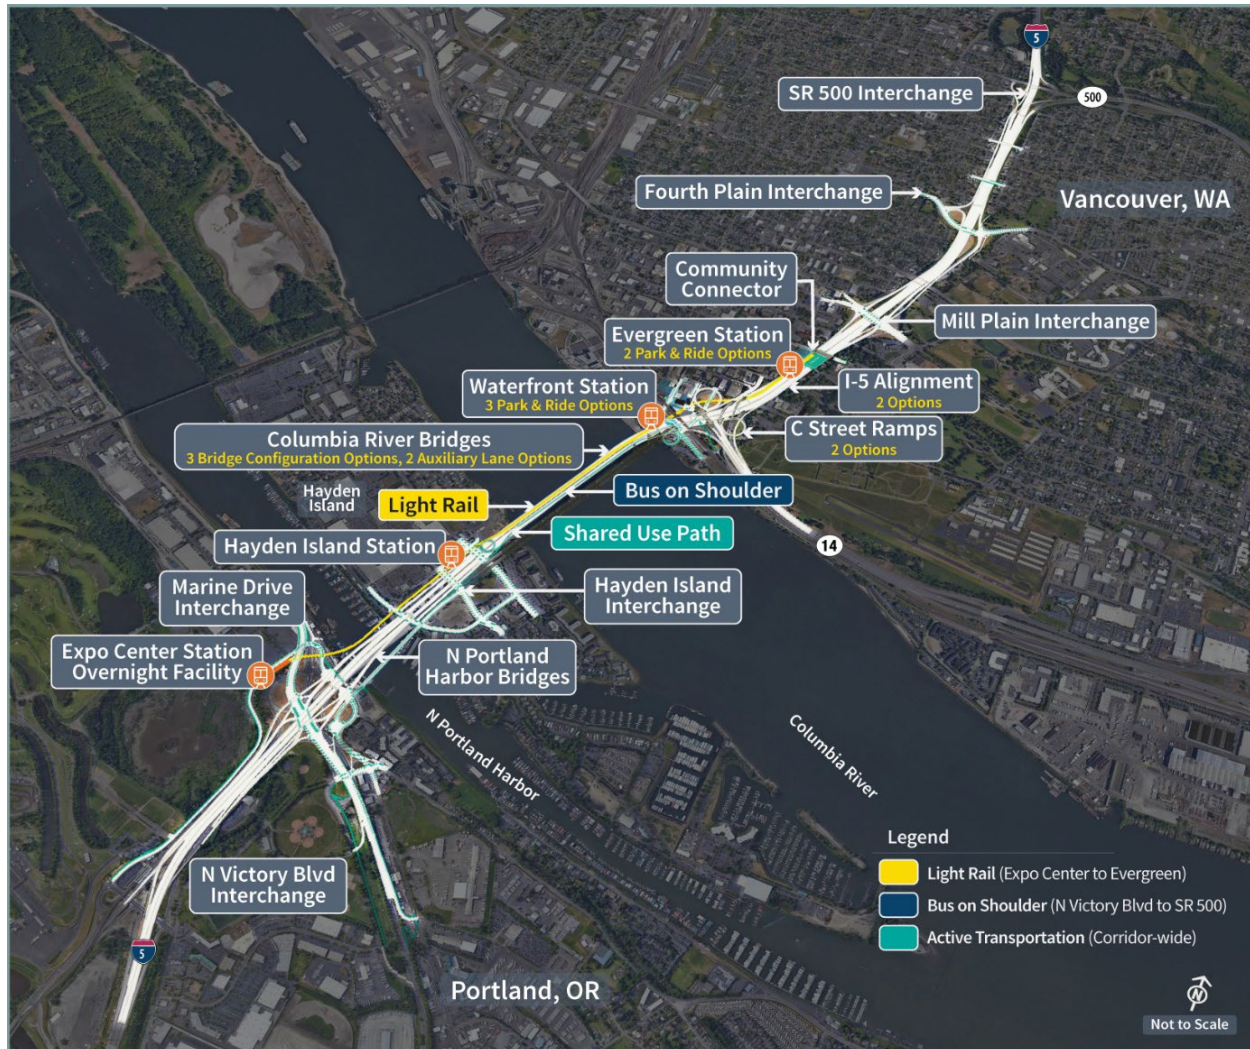 5
SR 500 Interchange
500
Fourth Plain Interchange
Vancouver, WA
Community
Connector
Mill Plain Interchange
Evergreen Station
2 Park & Ride Options
I-5 Alignment
2 Options
Waterfront Station
3 Park & Ride Options
C Street Ramps
2 Options
Columbia River Bridges
3 Bridge Configuration Options, 2 Auxiliary Lane Options
Bus on Shoulder
Hayden
Island
Light Rail
Shared Use Path
14
Hayden Island Station
Marine Drive
Interchange
Hayden Island
Interchange
Expo Center Station
Overnight Facility
N Portland
Harbor Bridges
N Portland Harbor
Columbia River
Legend
Light Rail (Expo Center to Evergreen)
Bus on Shoulder (N Victory Blvd to SR 500)
Active Transportation (Corridor-wide)
N Victory Blvd
Interchange
5
Portland, OR
N
Not to Scale